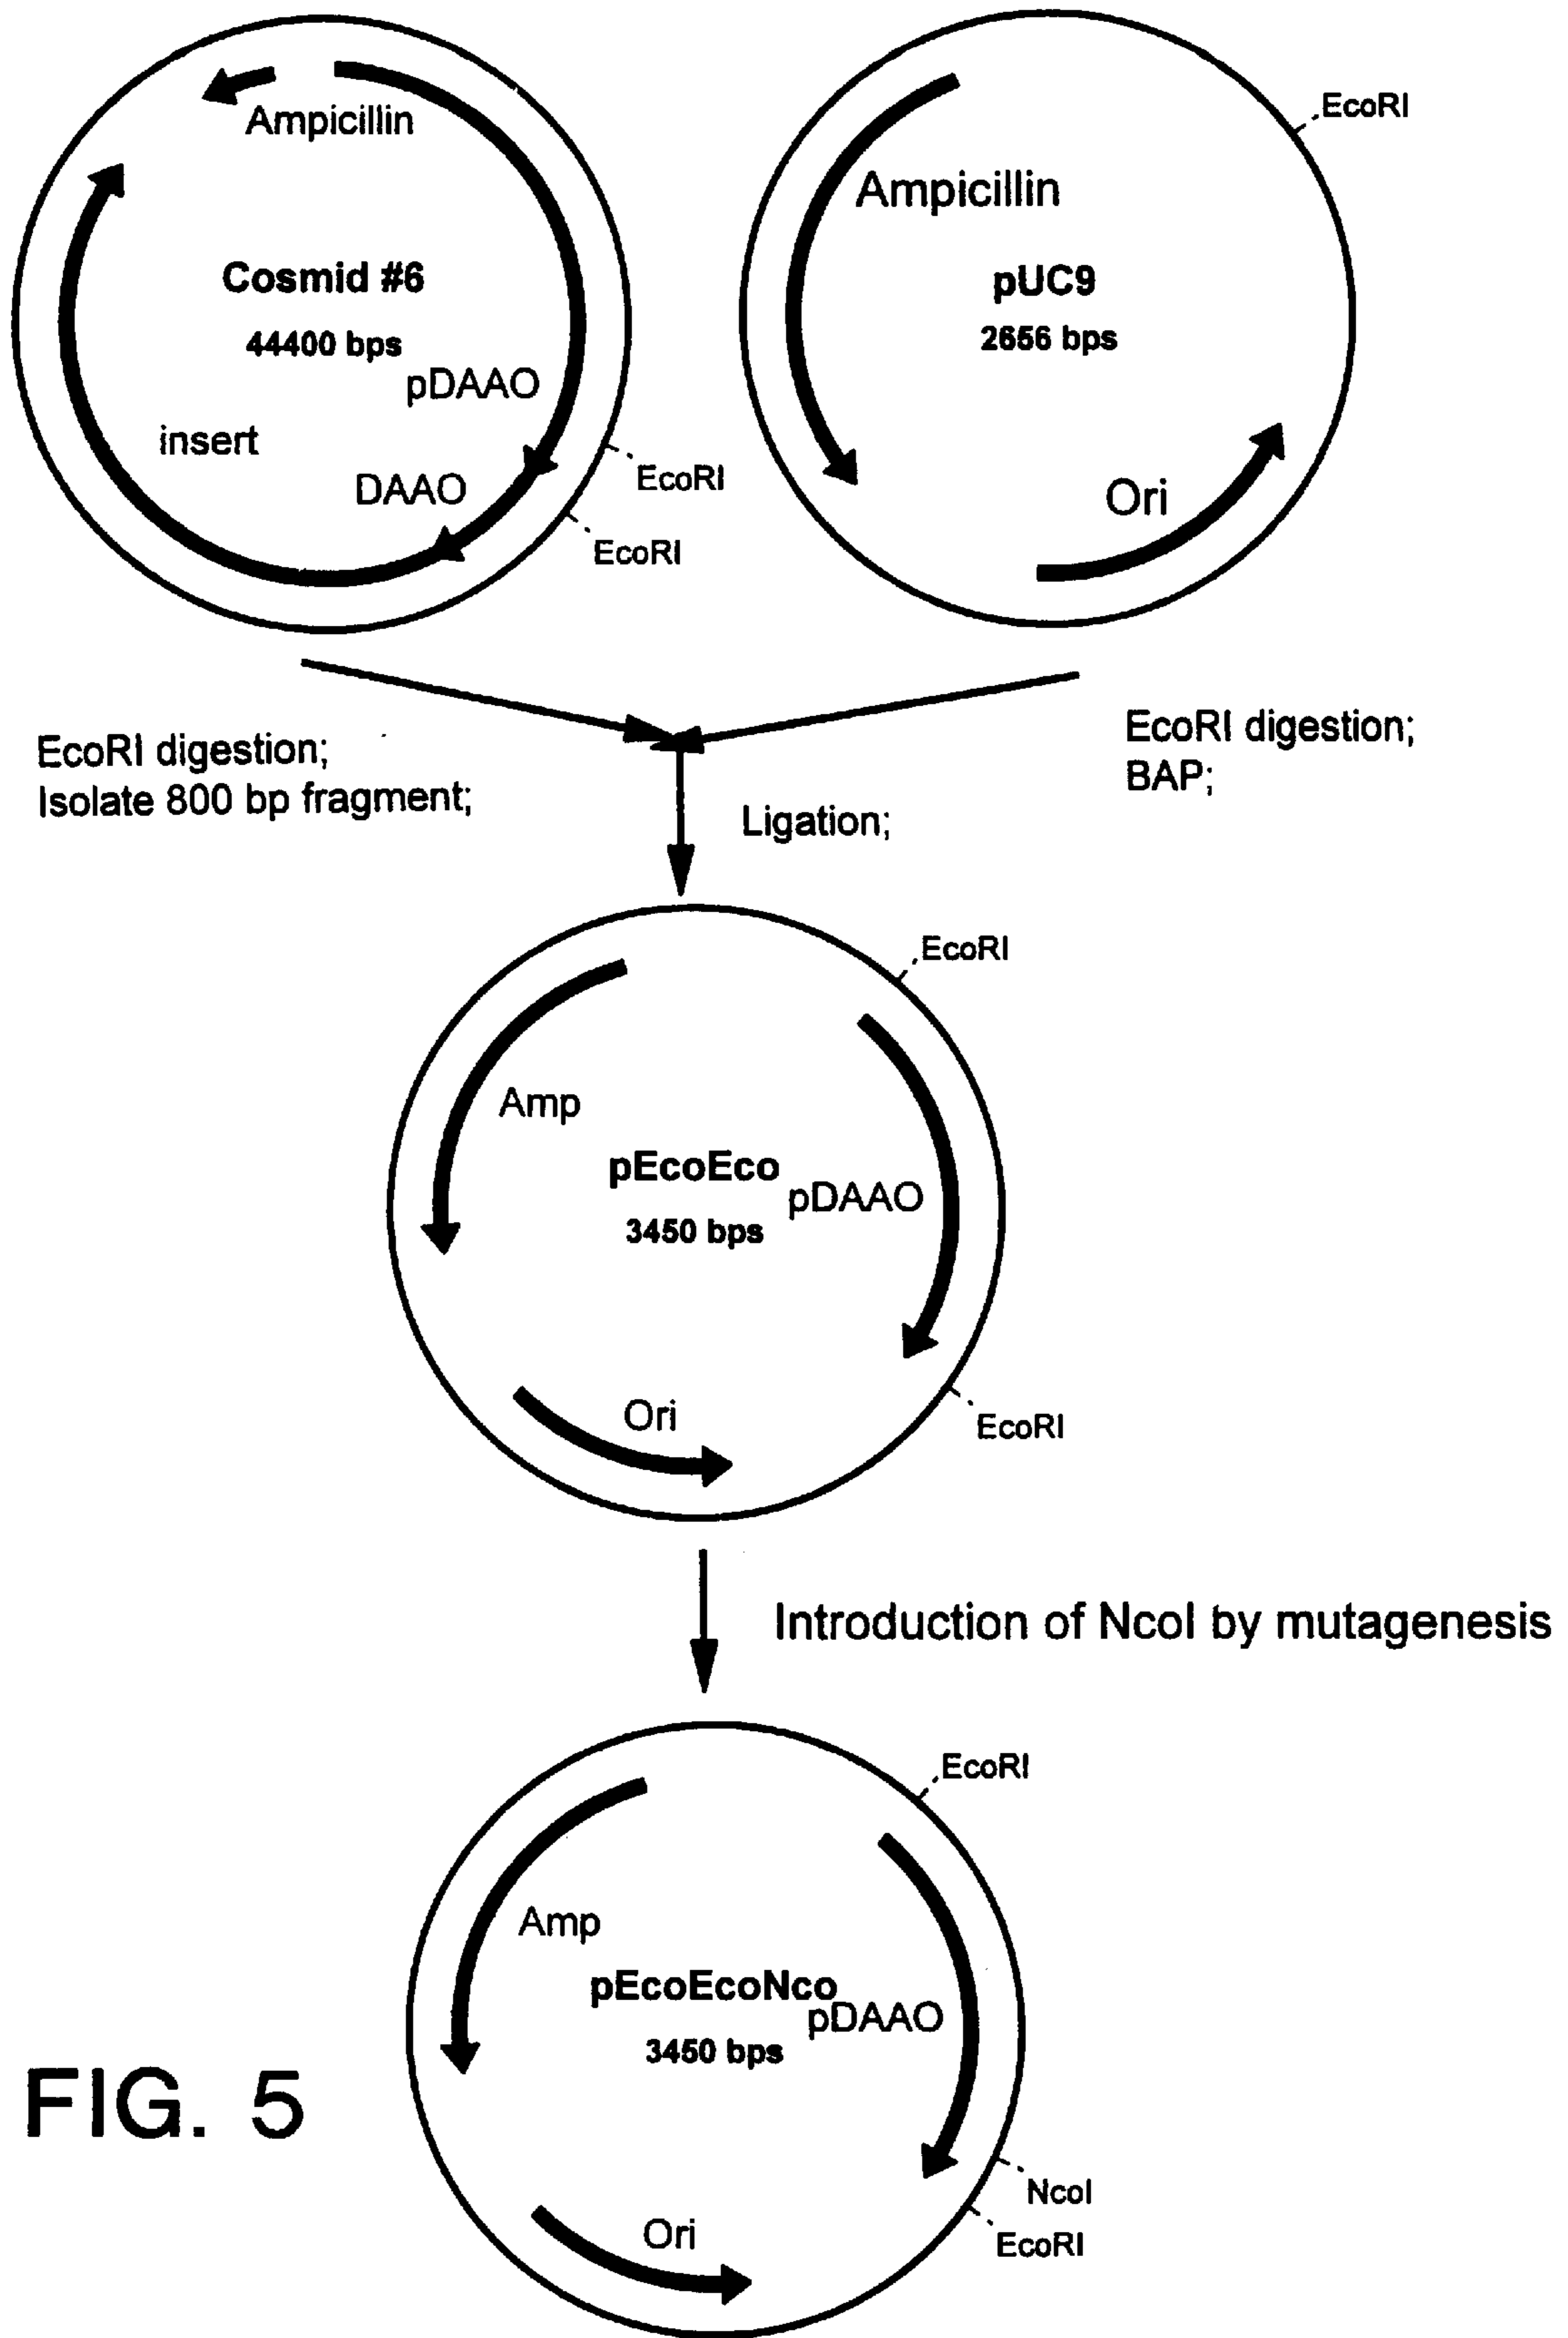 Ampicillin
Cosmid #6
44400 bps
pDAAO
insert
DAAO
EcoRI
EcoRI
EcoRI
Ampicillin
pUC9
2656 bps
Ori
EcoRI digestion;
Isolate 800 bp fragment;
EcoRI digestion;
BAP;
Ligation;
EcoRI
Amp
pEcoEco
pDAAO
3450 bps
Ori
EcoRI
Introduction of NcoI by mutagenesis
EcoRI
Amp
pEcoEcoNco
pDAAO
3450 bps
NcoI
EcoRI
Ori
FIG. 5